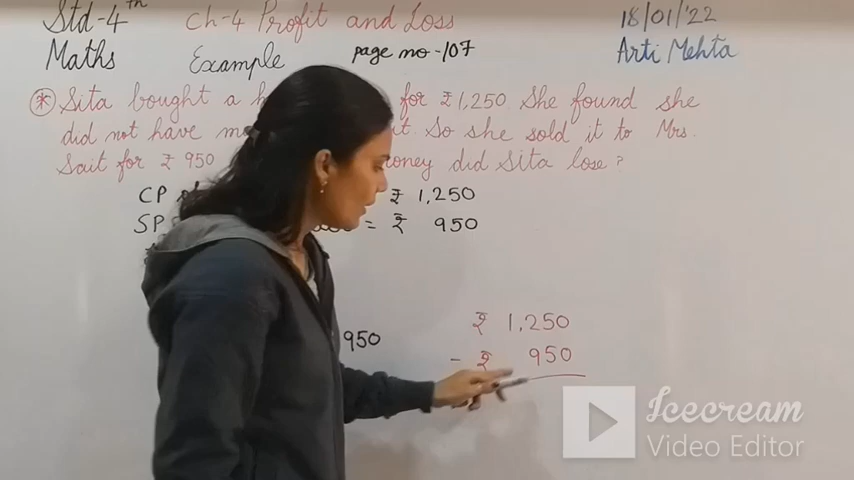 Std-4th Ch-4 Profit and Loss 18/01/'22
Maths Example page no-107 Arti Mehta
* Sita bought a for ₹1,250 She found she
did not have it. So she sold it to Mrs.
Sait for ₹ 950 money did Sita lose?
CP ₹ 1,250
SP = ₹ 950
950
₹ 1,250
- ₹ 950
Icecream
Video Editor